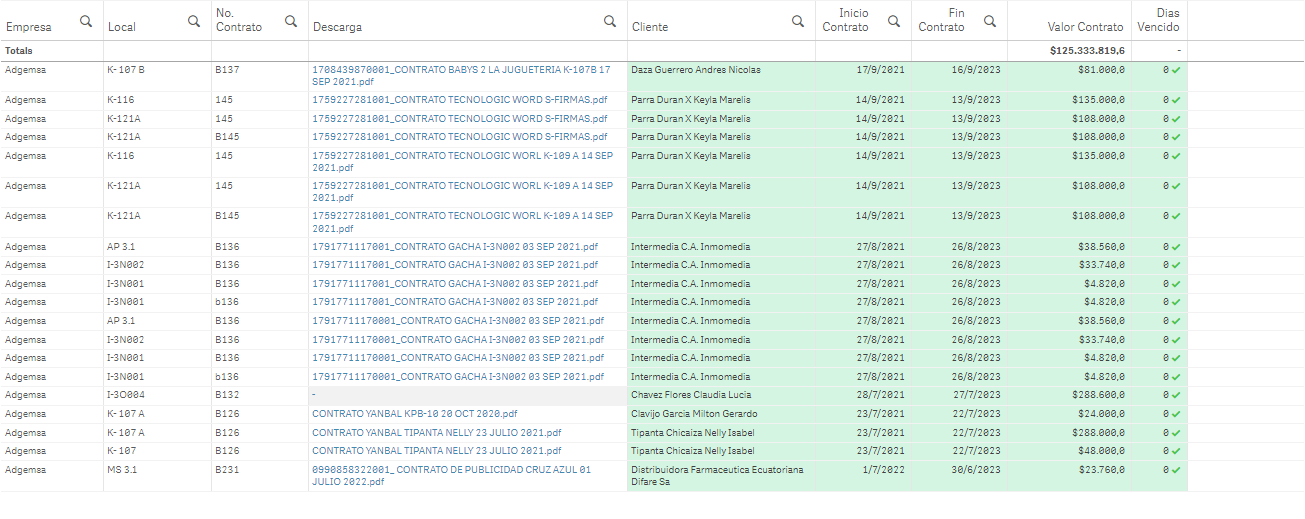 Empresa Local No. Contrato Descarga Cliente Inicio Contrato Fin Contrato Valor Contrato Dias Vencido
Totals $125.333.819,6 -
Adgemsa K- 107 B B137 1708439870001_CONTRATO BABYS 2 LA JUGUETERIA K-107B 17 SEP 2021.pdf Daza Guerrero Andres Nicolas 17/9/2021 16/9/2023 $81.000,0 0 ✓
Adgemsa K-116 145 1759227281001_CONTRATO TECNOLOGIC WORD S-FIRMAS.pdf Parra Duran X Keyla Marelis 14/9/2021 13/9/2023 $135.000,0 0 ✓
Adgemsa K-121A 145 1759227281001_CONTRATO TECNOLOGIC WORD S-FIRMAS.pdf Parra Duran X Keyla Marelis 14/9/2021 13/9/2023 $108.000,0 0 ✓
Adgemsa K-121A B145 1759227281001_CONTRATO TECNOLOGIC WORD S-FIRMAS.pdf Parra Duran X Keyla Marelis 14/9/2021 13/9/2023 $108.000,0 0 ✓
Adgemsa K-116 145 1759227281001_CONTRATO TECNOLOGIC WORL K-109 A 14 SEP 2021.pdf Parra Duran X Keyla Marelis 14/9/2021 13/9/2023 $135.000,0 0 ✓
Adgemsa K-121A 145 1759227281001_CONTRATO TECNOLOGIC WORL K-109 A 14 SEP 2021.pdf Parra Duran X Keyla Marelis 14/9/2021 13/9/2023 $108.000,0 0 ✓
Adgemsa K-121A B145 1759227281001_CONTRATO TECNOLOGIC WORL K-109 A 14 SEP 2021.pdf Parra Duran X Keyla Marelis 14/9/2021 13/9/2023 $108.000,0 0 ✓
Adgemsa AP 3.1 B136 1791771117001_CONTRATO GACHA I-3N002 03 SEP 2021.pdf Intermedia C.A. Inmomedia 27/8/2021 26/8/2023 $38.560,0 0 ✓
Adgemsa I-3N002 B136 1791771117001_CONTRATO GACHA I-3N002 03 SEP 2021.pdf Intermedia C.A. Inmomedia 27/8/2021 26/8/2023 $33.740,0 0 ✓
Adgemsa I-3N001 B136 1791771117001_CONTRATO GACHA I-3N002 03 SEP 2021.pdf Intermedia C.A. Inmomedia 27/8/2021 26/8/2023 $4.820,0 0 ✓
Adgemsa I-3N001 b136 1791771117001_CONTRATO GACHA I-3N002 03 SEP 2021.pdf Intermedia C.A. Inmomedia 27/8/2021 26/8/2023 $4.820,0 0 ✓
Adgemsa AP 3.1 B136 17917711170001_CONTRATO GACHA I-3N002 03 SEP 2021.pdf Intermedia C.A. Inmomedia 27/8/2021 26/8/2023 $38.560,0 0 ✓
Adgemsa I-3N002 B136 17917711170001_CONTRATO GACHA I-3N002 03 SEP 2021.pdf Intermedia C.A. Inmomedia 27/8/2021 26/8/2023 $33.740,0 0 ✓
Adgemsa I-3N001 B136 17917711170001_CONTRATO GACHA I-3N002 03 SEP 2021.pdf Intermedia C.A. Inmomedia 27/8/2021 26/8/2023 $4.820,0 0 ✓
Adgemsa I-3N001 b136 17917711170001_CONTRATO GACHA I-3N002 03 SEP 2021.pdf Intermedia C.A. Inmomedia 27/8/2021 26/8/2023 $4.820,0 0 ✓
Adgemsa I-3O004 B132 - Chavez Flores Claudia Lucia 28/7/2021 27/7/2023 $288.600,0 0 ✓
Adgemsa K- 107 A B126 CONTRATO YANBAL KPB-10 20 OCT 2020.pdf Clavijo Garcia Milton Gerardo 23/7/2021 22/7/2023 $24.000,0 0 ✓
Adgemsa K- 107 A B126 CONTRATO YANBAL TIPANTA NELLY 23 JULIO 2021.pdf Tipanta Chicaiza Nelly Isabel 23/7/2021 22/7/2023 $288.000,0 0 ✓
Adgemsa K- 107 B126 CONTRATO YANBAL TIPANTA NELLY 23 JULIO 2021.pdf Tipanta Chicaiza Nelly Isabel 23/7/2021 22/7/2023 $48.000,0 0 ✓
Adgemsa MS 3.1 B231 0990858322001_ CONTRATO DE PUBLICIDAD CRUZ AZUL 01 JULIO 2022.pdf Distribuidora Farmaceutica Ecuatoriana Difare Sa 1/7/2022 30/6/2023 $23.760,0 0 ✓